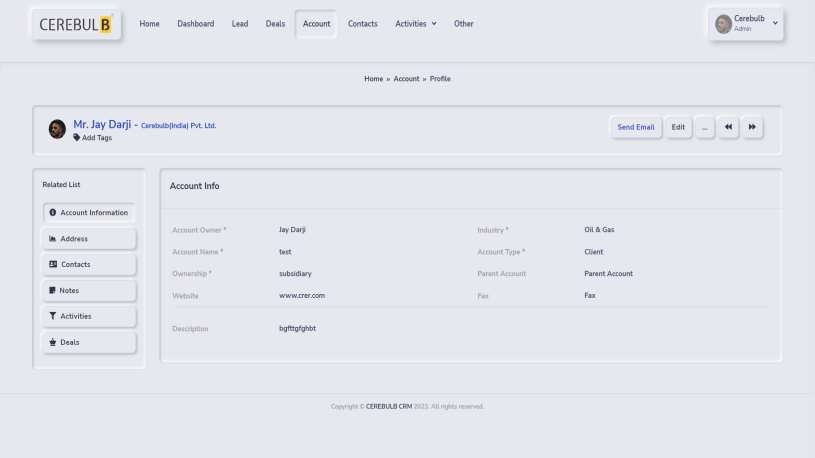 CEREBULB Home Dashboard Lead Deals Account Contacts Activities Other Cerebulb
Admin
Home » Account » Profile
Mr. Jay Darji - Cerebulb(India) Pvt. Ltd.
Add Tags
Send Email Edit ...
Related List
Account Information
Address
Contacts
Notes
Activities
Deals
Account Info
Account Owner * Jay Darji Industry * Oil & Gas
Account Name * test Account Type * Client
Ownership * subsidiary Parent Account Parent Account
Website www.crer.com Fax Fax
Description bgfttgfghbt
Copyright © CEREBULB CRM 2023. All rights reserved.